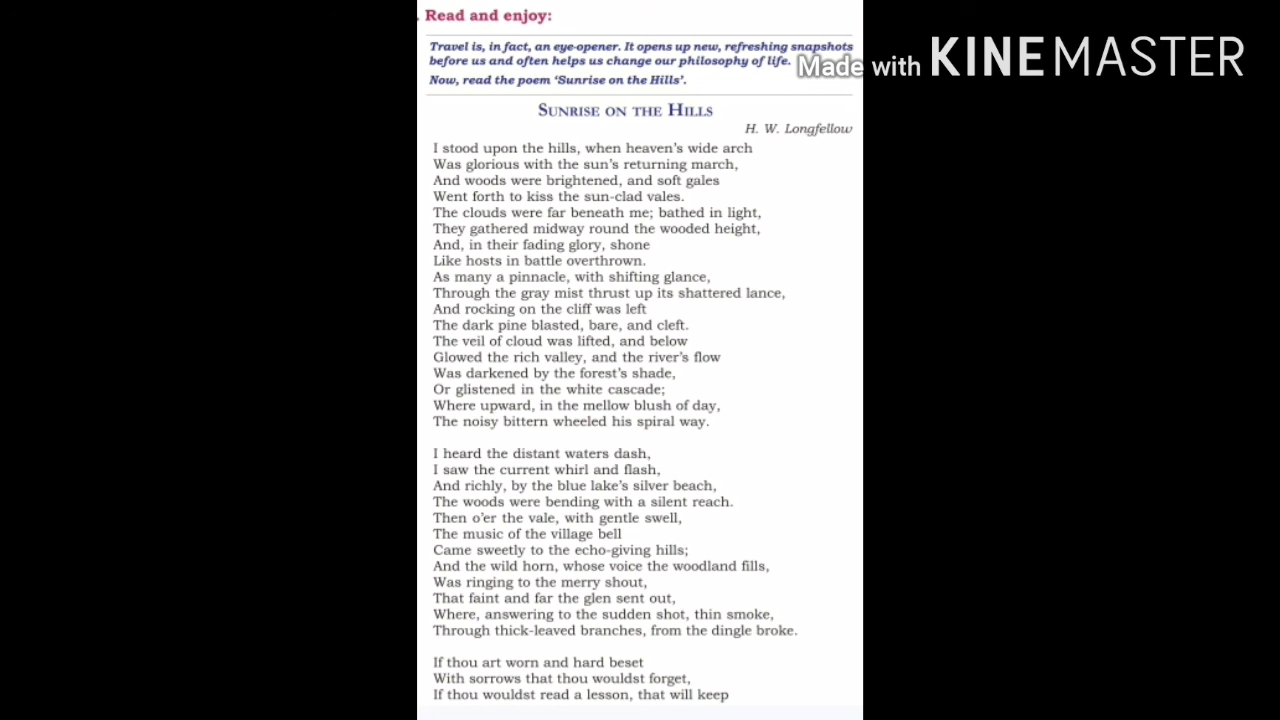 . Read and enjoy:
Travel is, in fact, an eye-opener. It opens up new, refreshing snapshots
before us and often helps us change our philosophy of life.
Made with KINEMASTER
Now, read the poem 'Sunrise on the Hills'.
SUNRISE ON THE HILLS
H. W. Longfellow
I stood upon the hills, when heaven's wide arch
Was glorious with the sun's returning march,
And woods were brightened, and soft gales
Went forth to kiss the sun-clad vales.
The clouds were far beneath me; bathed in light,
They gathered midway round the wooded height,
And, in their fading glory, shone
Like hosts in battle overthrown.
As many a pinnacle, with shifting glance,
Through the gray mist thrust up its shattered lance,
And rocking on the cliff was left
The dark pine blasted, bare, and cleft.
The veil of cloud was lifted, and below
Glowed the rich valley, and the river's flow
Was darkened by the forest's shade,
Or glistened in the white cascade;
Where upward, in the mellow blush of day,
The noisy bittern wheeled his spiral way.
I heard the distant waters dash,
I saw the current whirl and flash,
And richly, by the blue lake's silver beach,
The woods were bending with a silent reach.
Then o'er the vale, with gentle swell,
The music of the village bell
Came sweetly to the echo-giving hills;
And the wild horn, whose voice the woodland fills,
Was ringing to the merry shout,
That faint and far the glen sent out,
Where, answering to the sudden shot, thin smoke,
Through thick-leaved branches, from the dingle broke.
If thou art worn and hard beset
With sorrows that thou wouldst forget,
If thou wouldst read a lesson, that will keep